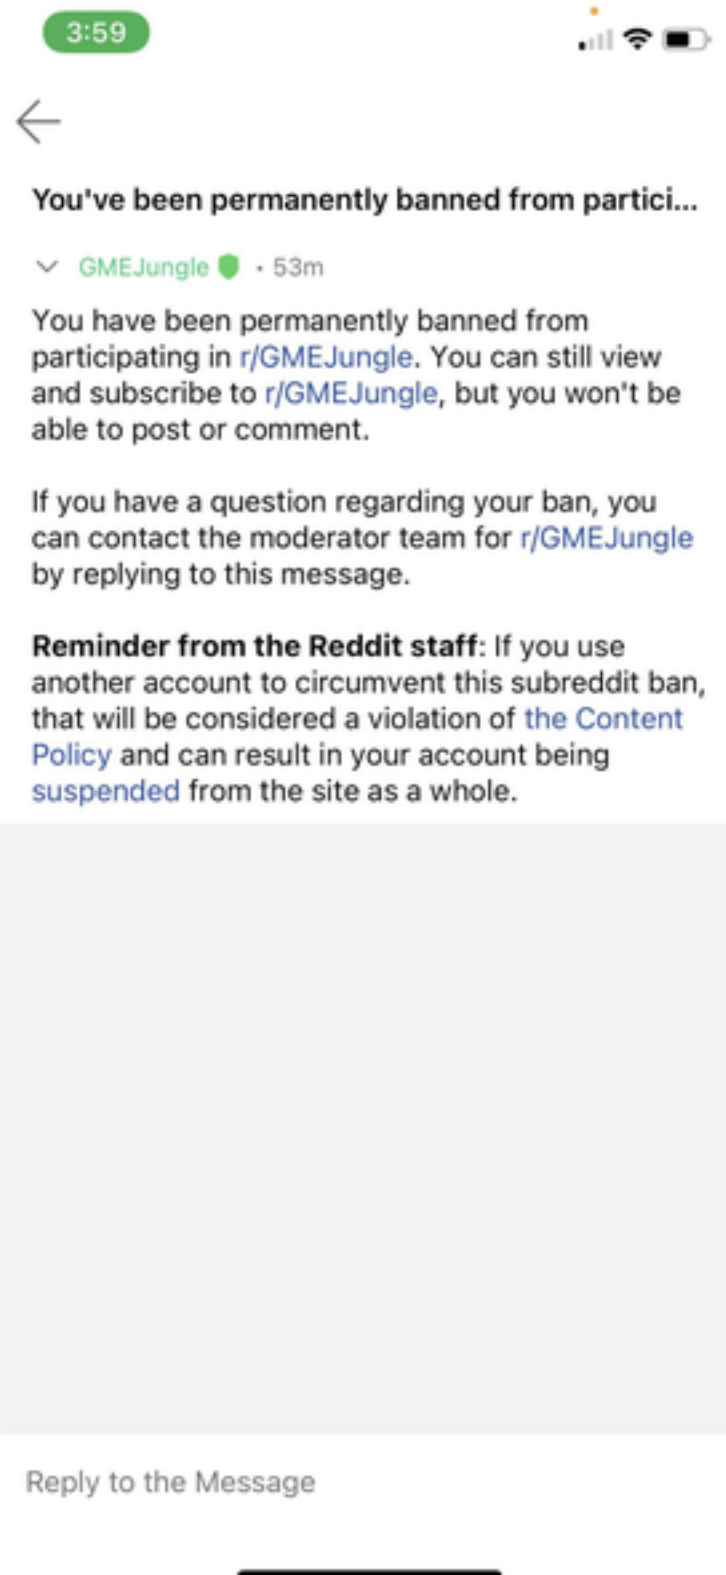 3:59
You've been permanently banned from partici...
GMEJungle · 53m
You have been permanently banned from
participating in r/GMEJungle. You can still view
and subscribe to r/GMEJungle, but you won't be
able to post or comment.
If you have a question regarding your ban, you
can contact the moderator team for r/GMEJungle
by replying to this message.
Reminder from the Reddit staff: If you use
another account to circumvent this subreddit ban,
that will be considered a violation of the Content
Policy and can result in your account being
suspended from the site as a whole.
Reply to the Message